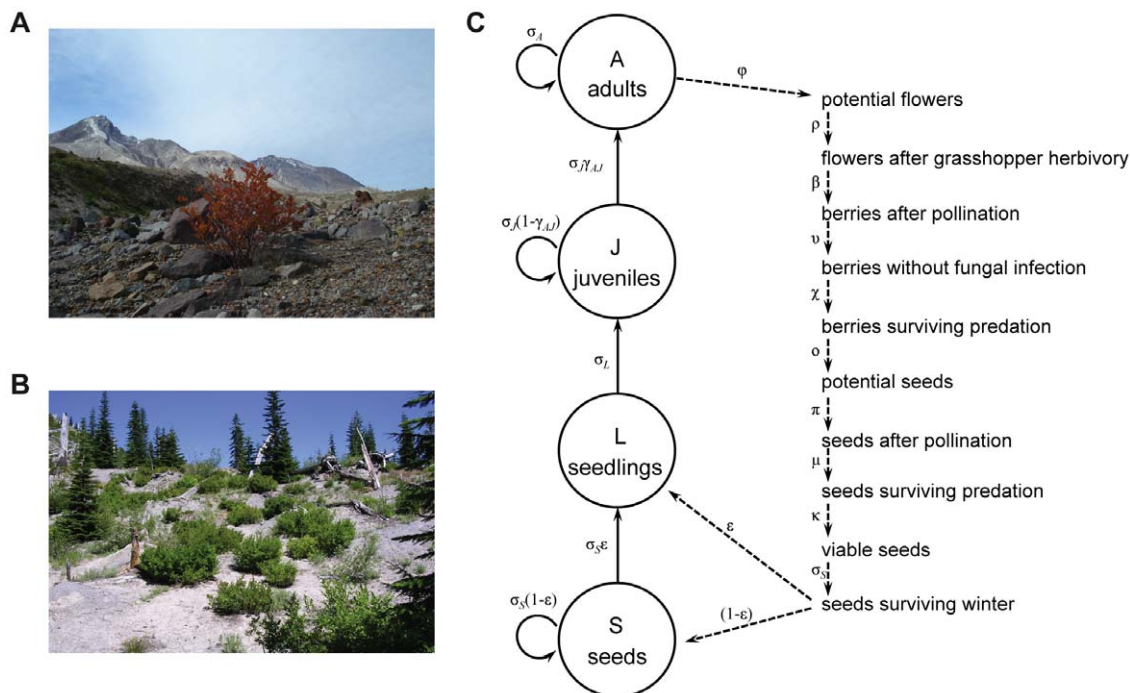 A
B
C
σA
A
adults
φ
potential flowers
ρ
flowers after grasshopper herbivory
β
berries after pollination
υ
berries without fungal infection
χ
berries surviving predation
ο
potential seeds
π
seeds after pollination
μ
seeds surviving predation
κ
viable seeds
σS
seeds surviving winter
σJγAJ
σJ(1-γAJ)
J
juveniles
σL
L
seedlings
ε
σSε
σS(1-ε)
(1-ε)
S
seeds